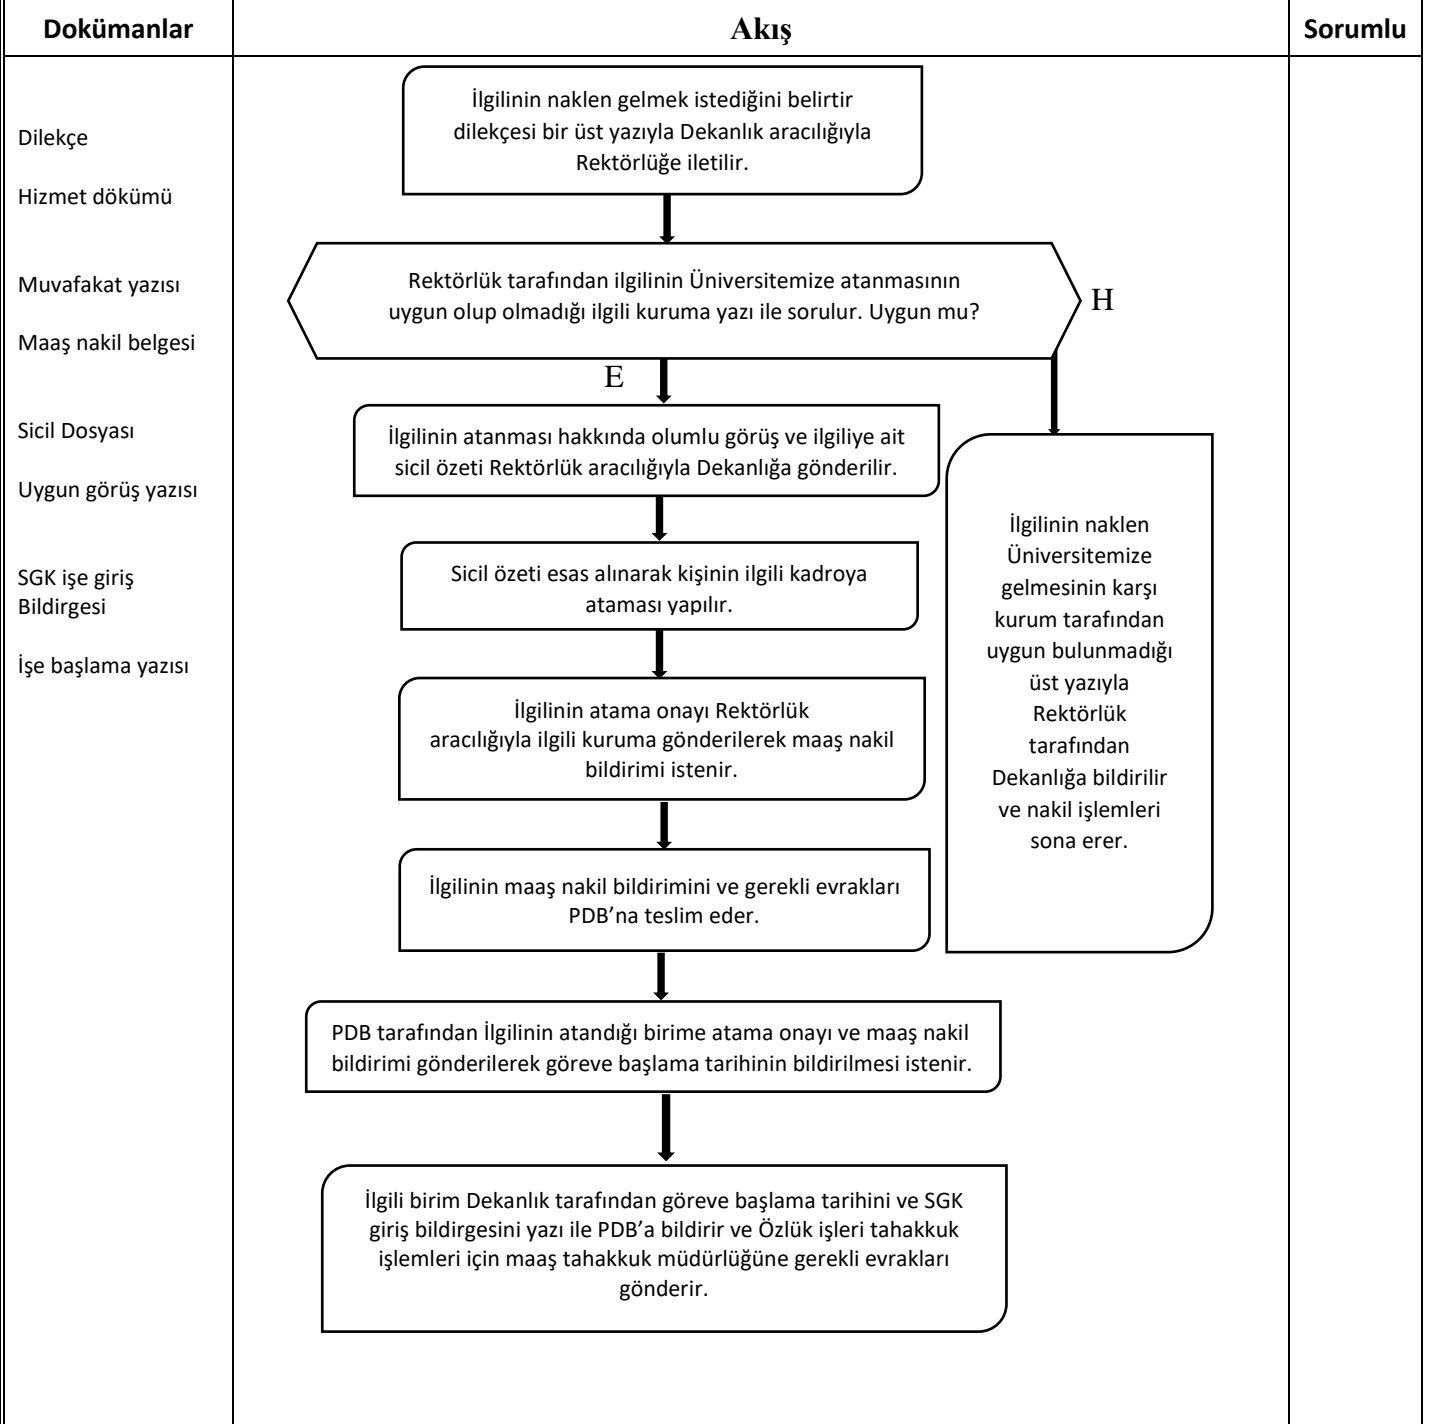 Dokümanlar
Akış
Sorumlu
Dilekçe
Hizmet dökümü
Muvafakat yazısı
Maaş nakil belgesi
Sicil Dosyası
Uygun görüş yazısı
SGK işe giriş
Bildirgesi
İşe başlama yazısı
İlgilinin naklen gelmek istediğini belirtir
dilekçesi bir üst yazıyla Dekanlık aracılığıyla
Rektörlüğe iletilir.
Rektörlük tarafından ilgilinin Üniversitemize atanmasının
uygun olup olmadığı ilgili kuruma yazı ile sorulur. Uygun mu?
H
E
İlgilinin atanması hakkında olumlu görüş ve ilgiliye ait
sicil özeti Rektörlük aracılığıyla Dekanlığa gönderilir.
Sicil özeti esas alınarak kişinin ilgili kadroya
ataması yapılır.
İlgilinin atama onayı Rektörlük
aracılığıyla ilgili kuruma gönderilerek maaş nakil
bildirimi istenir.
İlgilinin maaş nakil bildirimini ve gerekli evrakları
PDB’na teslim eder.
PDB tarafından İlgilinin atandığı birime atama onayı ve maaş nakil
bildirimi gönderilerek göreve başlama tarihinin bildirilmesi istenir.
İlgili birim Dekanlık tarafından göreve başlama tarihini ve SGK
giriş bildirgesini yazı ile PDB’a bildirir ve Özlük işleri tahakkuk
işlemleri için maaş tahakkuk müdürlüğüne gerekli evrakları
gönderir.
İlgilinin naklen
Üniversitemize
gelmesinin karşı
kurum tarafından
uygun bulunmadığı
üst yazıyla
Rektörlük
tarafından
Dekanlığa bildirilir
ve nakil işlemleri
sona erer.